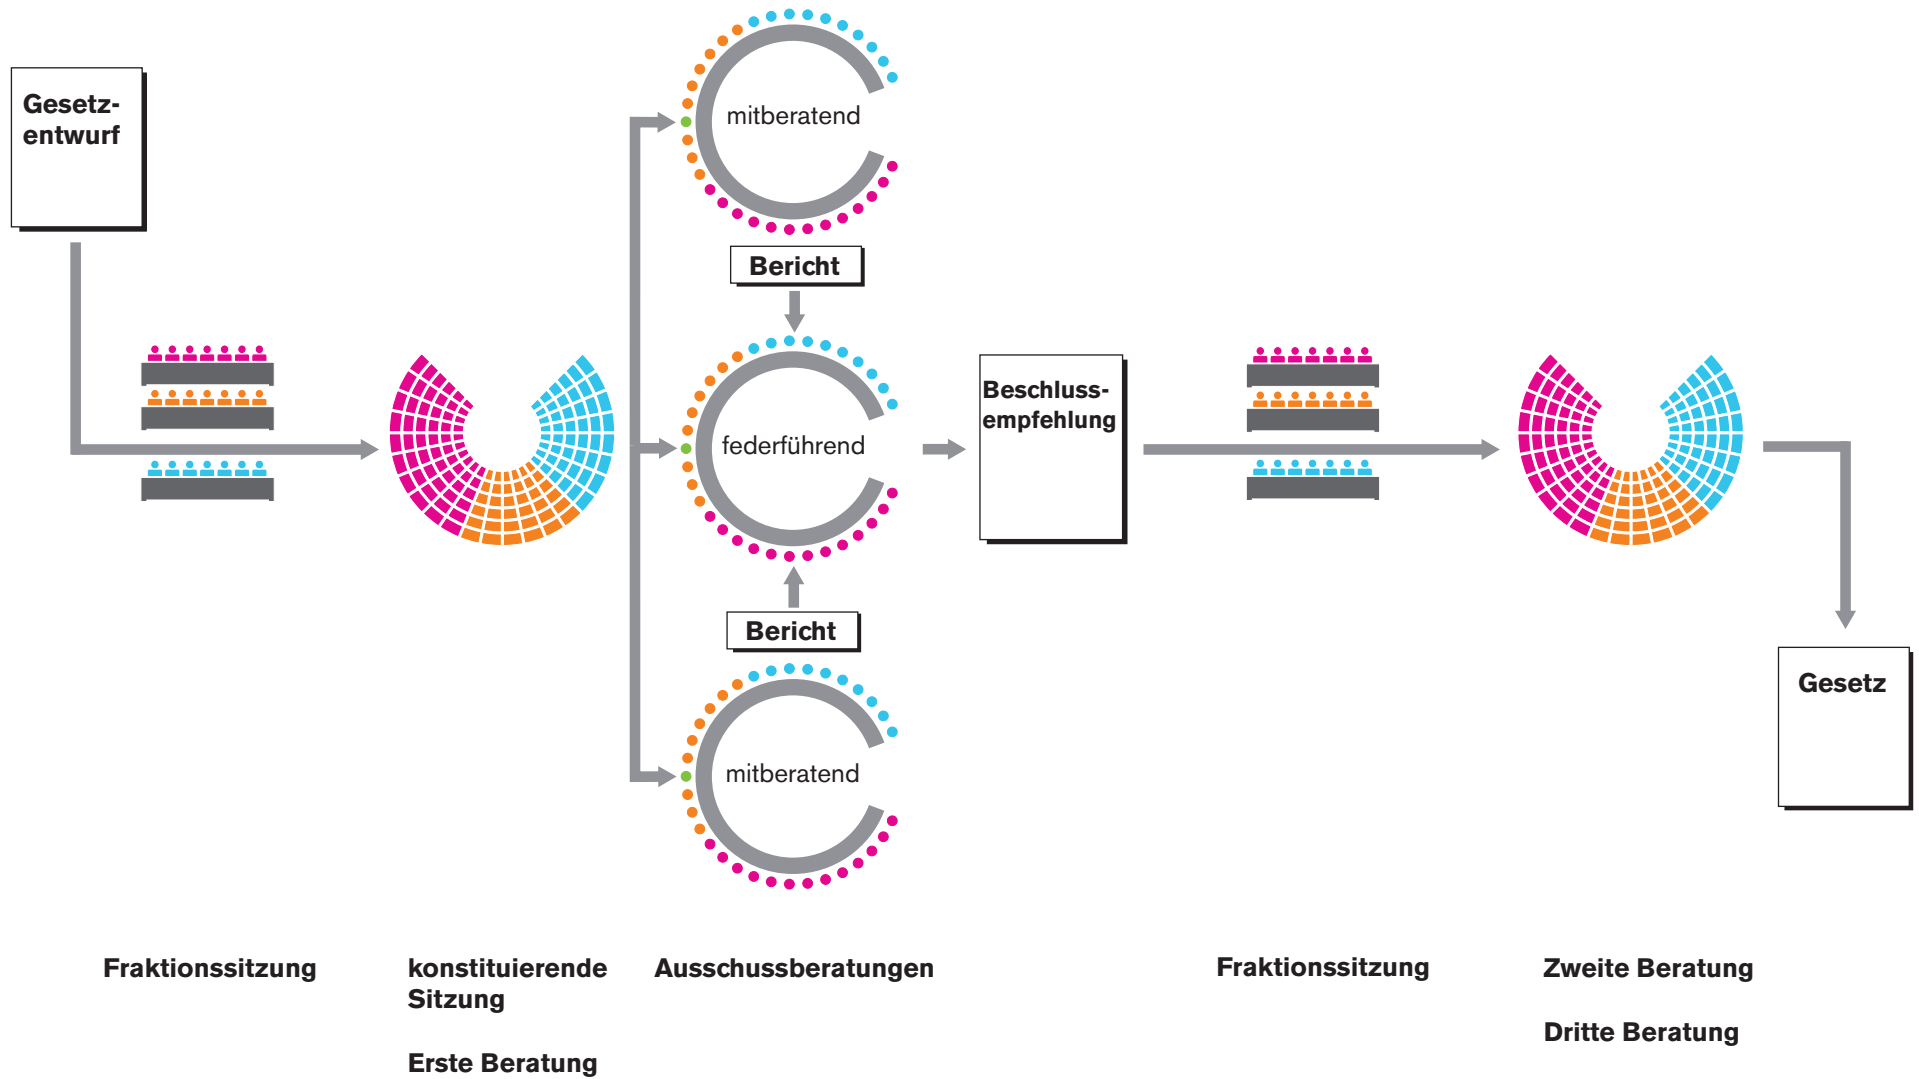 Gesetz-
entwurf
mitberatend
Bericht
federführend
Bericht
mitberatend
Beschluss-
empfehlung
Gesetz
Fraktionssitzung
konstituierende
Sitzung
Erste Beratung
Ausschussberatungen
Fraktionssitzung
Zweite Beratung
Dritte Beratung